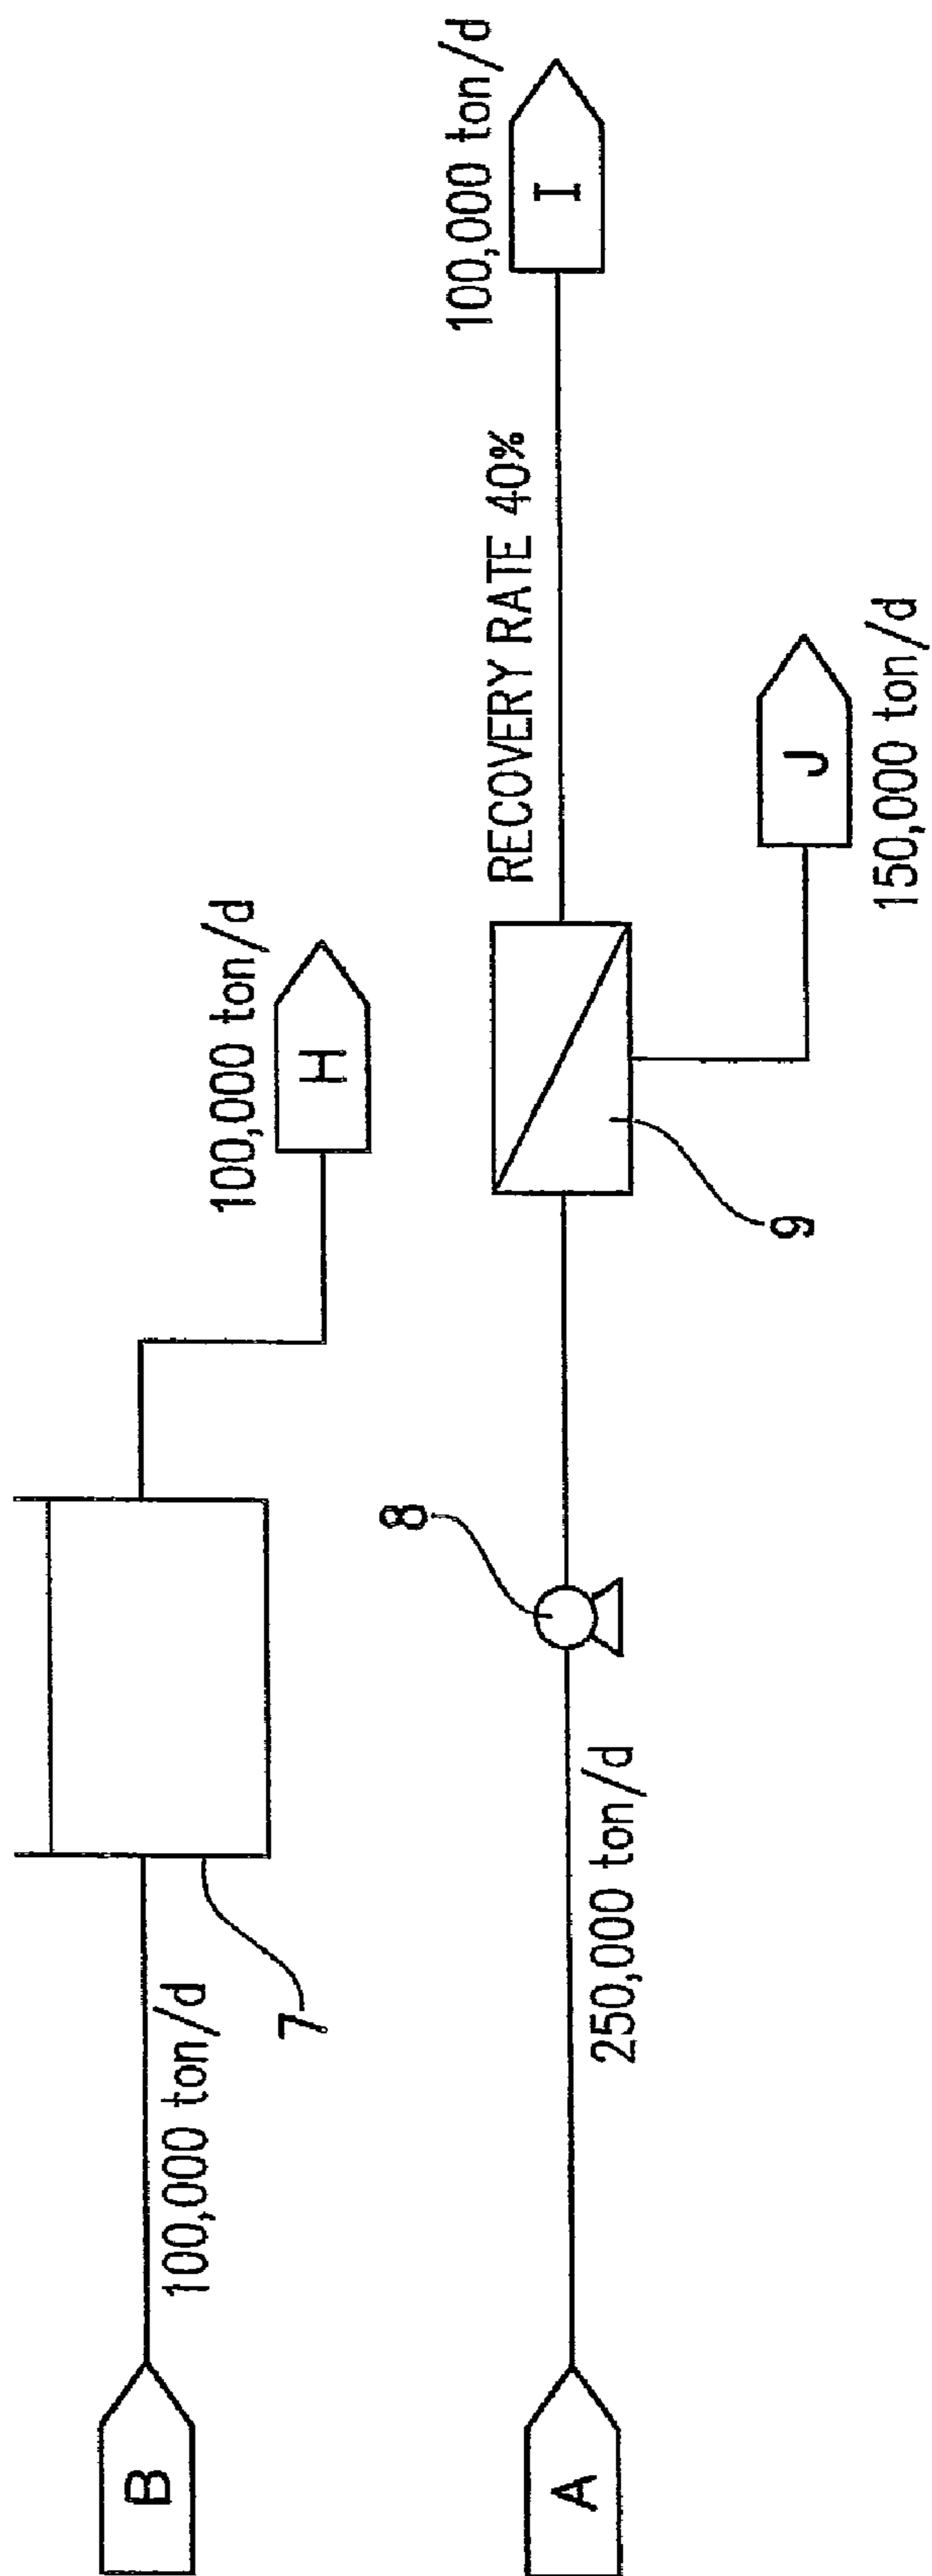 B
100,000 ton/d
7
100,000 ton/d
H
A
250,000 ton/d
8
9
RECOVERY RATE 40%
100,000 ton/d
I
J
150,000 ton/d